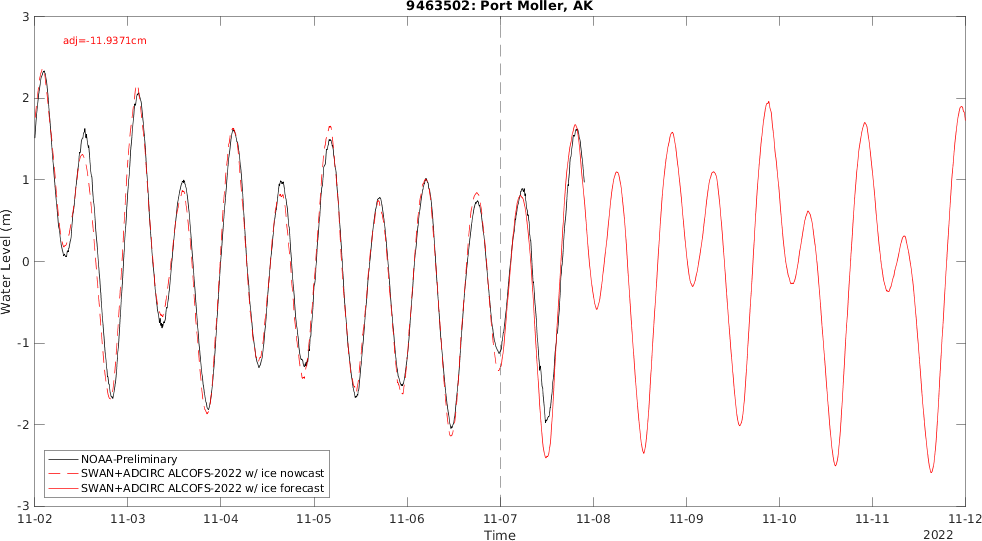 9463502: Port Moller, AK
adj=-11.9371cm
3
2
1
0
-1
-2
-3
Water Level (m)
NOAA-Preliminary
SWAN+ADCIRC ALCOFS-2022 w/ ice nowcast
SWAN+ADCIRC ALCOFS-2022 w/ ice forecast
11-02 11-03 11-04 11-05 11-06 11-07 11-08 11-09 11-10 11-11 11-12
Time
2022